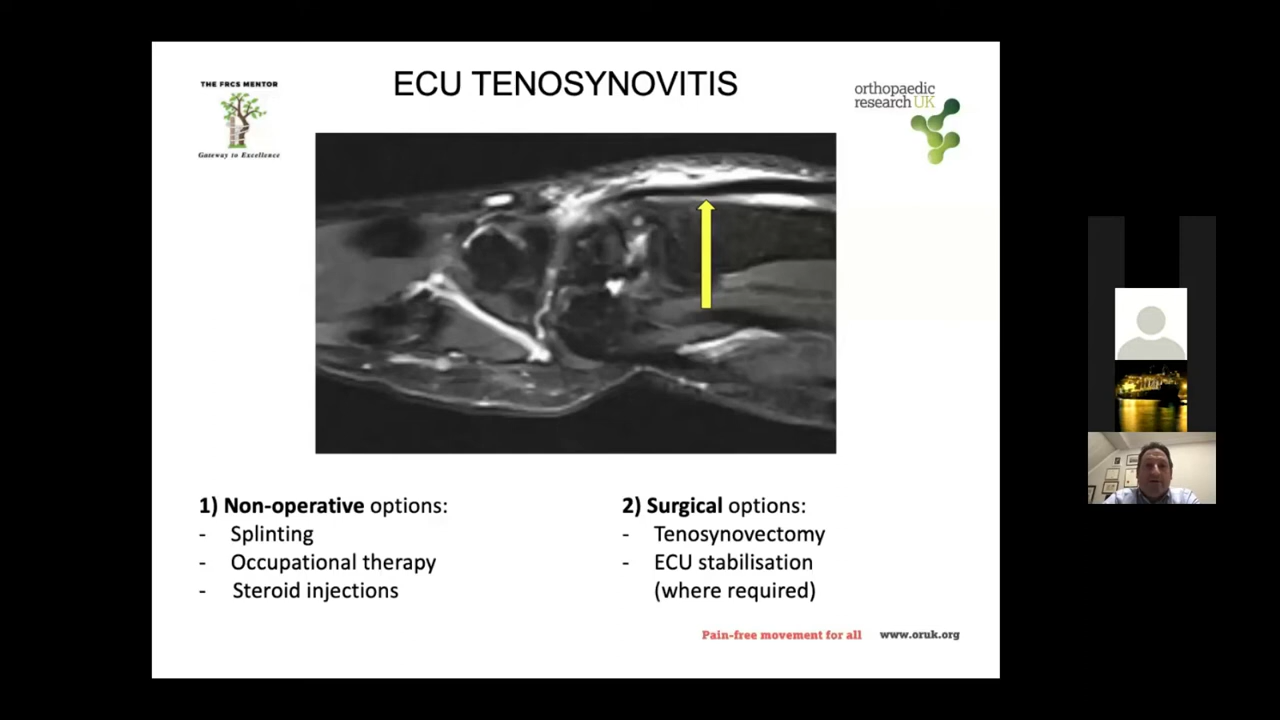 THE FRCS MENTOR
Gateway to Excellence
ECU TENOSYNOVITIS
orthopaedic
research UK
1) Non-operative options:
- Splinting
- Occupational therapy
- Steroid injections
2) Surgical options:
- Tenosynovectomy
- ECU stabilisation
(where required)
Pain-free movement for all www.oruk.org